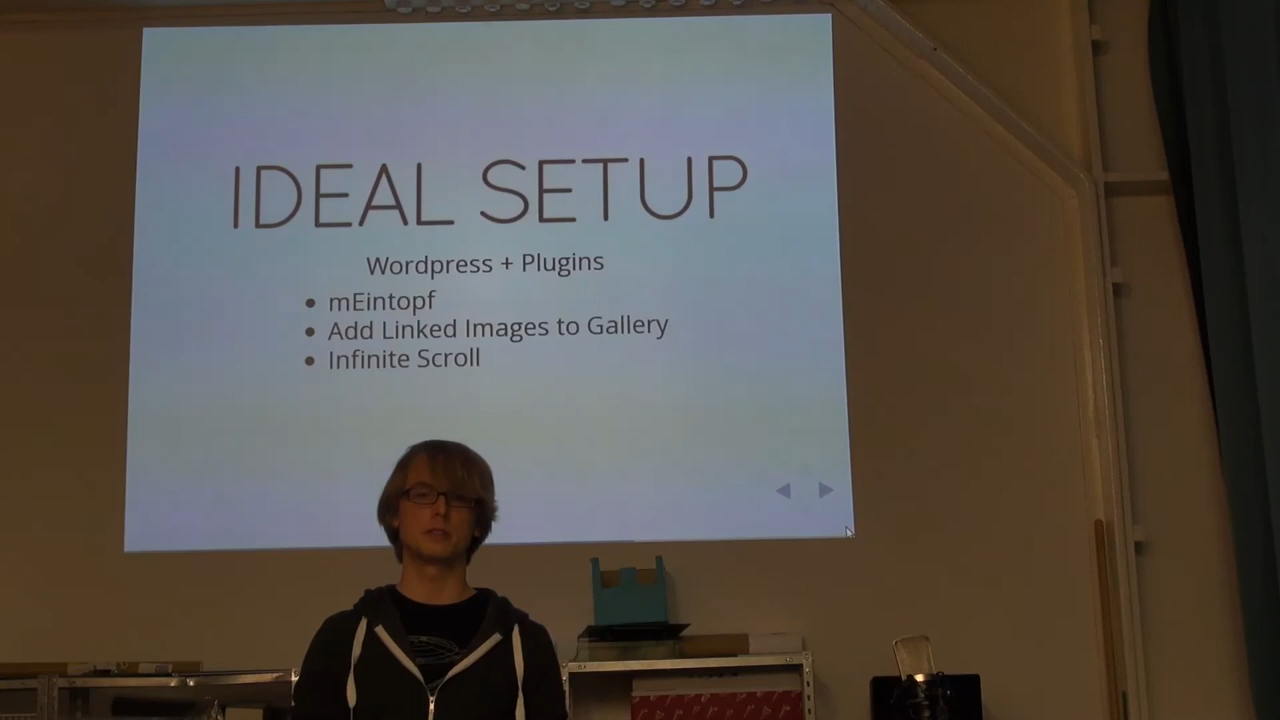 IDEAL SETUP
Wordpress + Plugins
mEintopf
Add Linked Images to Gallery
Infinite Scroll